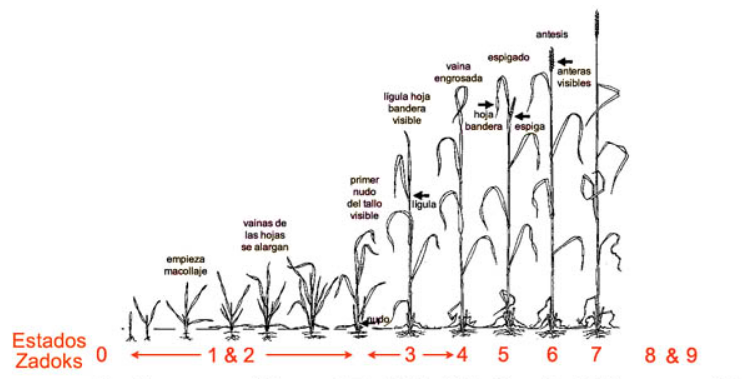 antesis
anteras
visibles
espigado
hoja
bandera
espiga
vaina
engrosada
lígula hoja
bandera
visible
lígula
primer
nudo
del tallo
visible
nudo
vainas de
las hojas
se alargan
empieza
macollaje
Estados
Zadoks 0 1 & 2 3 4 5 6 7 8 & 9